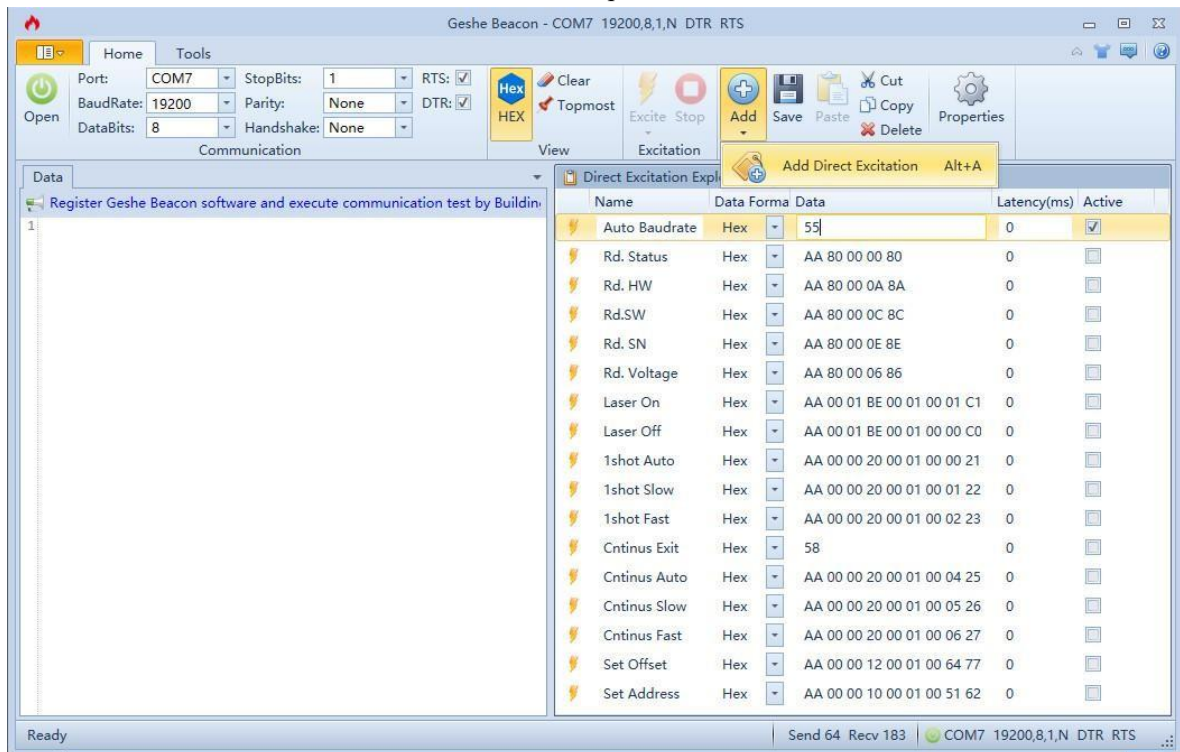 Geshe Beacon - COM7 19200,8,1,N DTR RTS
Home Tools
Port: COM7 StopBits: 1 RTS:
BaudRate: 19200 Parity: None DTR:
DataBits: 8 Handshake: None
Open
Communication
Hex
HEX
Clear
Topmost
View
Excite Stop
Excitation
Add Save Paste
Cut
Copy
Delete
Properties
Add Direct Excitation Alt+A
Data
Register Geshe Beacon software and execute communication test by Buildin
1
Direct Excitation Expl
Name Data Forma Data Latency(ms) Active
Auto Baudrate Hex 55 0
Rd. Status Hex AA 80 00 00 80 0
Rd. HW Hex AA 80 00 0A 8A 0
Rd.SW Hex AA 80 00 0C 8C 0
Rd. SN Hex AA 80 00 0E 8E 0
Rd. Voltage Hex AA 80 00 06 86 0
Laser On Hex AA 00 01 BE 00 01 00 01 C1 0
Laser Off Hex AA 00 01 BE 00 01 00 00 C0 0
1shot Auto Hex AA 00 00 20 00 01 00 00 21 0
1shot Slow Hex AA 00 00 20 00 01 00 01 22 0
1shot Fast Hex AA 00 00 20 00 01 00 02 23 0
Cntinus Exit Hex 58 0
Cntinus Auto Hex AA 00 00 20 00 01 00 04 25 0
Cntinus Slow Hex AA 00 00 20 00 01 00 05 26 0
Cntinus Fast Hex AA 00 00 20 00 01 00 06 27 0
Set Offset Hex AA 00 00 12 00 01 00 64 77 0
Set Address Hex AA 00 00 10 00 01 00 51 62 0
Ready
Send 64 Recv 183 COM7 19200,8,1,N DTR RTS